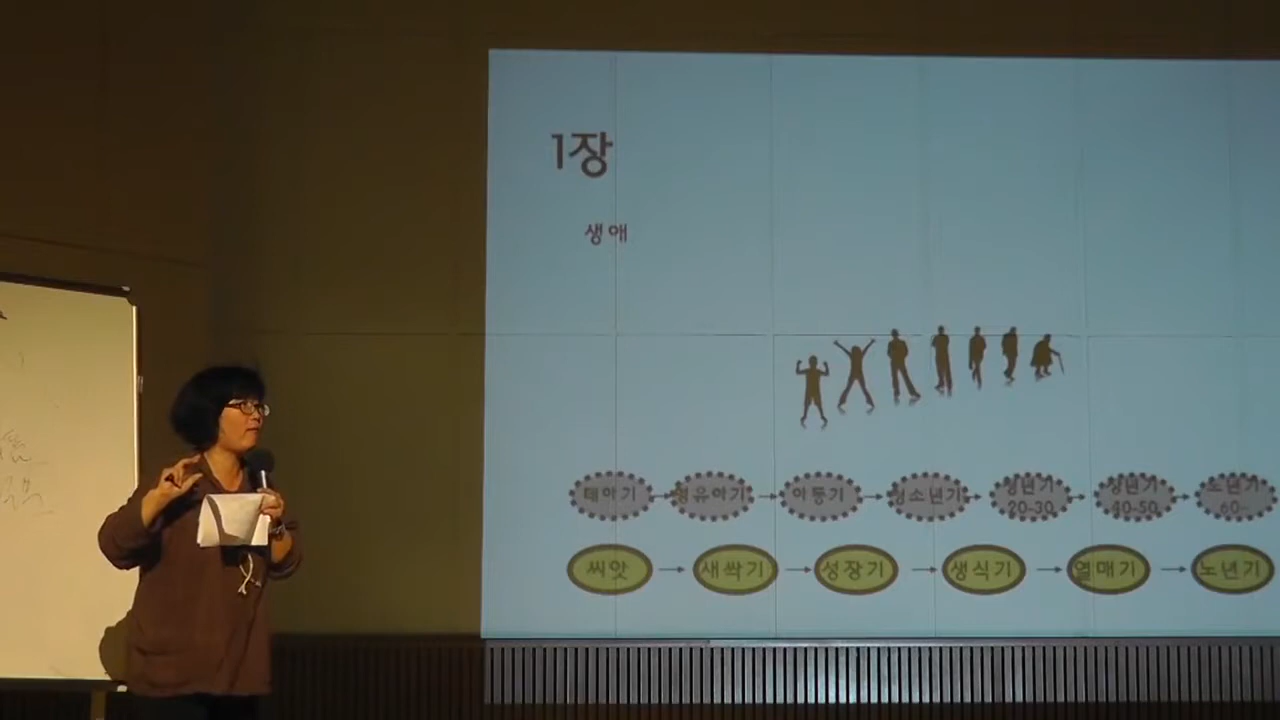 1장
생애
태아기 영유아기 아동기 청소년기 청년기 20-30 장년기 40-50 노년기 60-
씨앗 새싹기 성장기 생식기 열매기 노년기